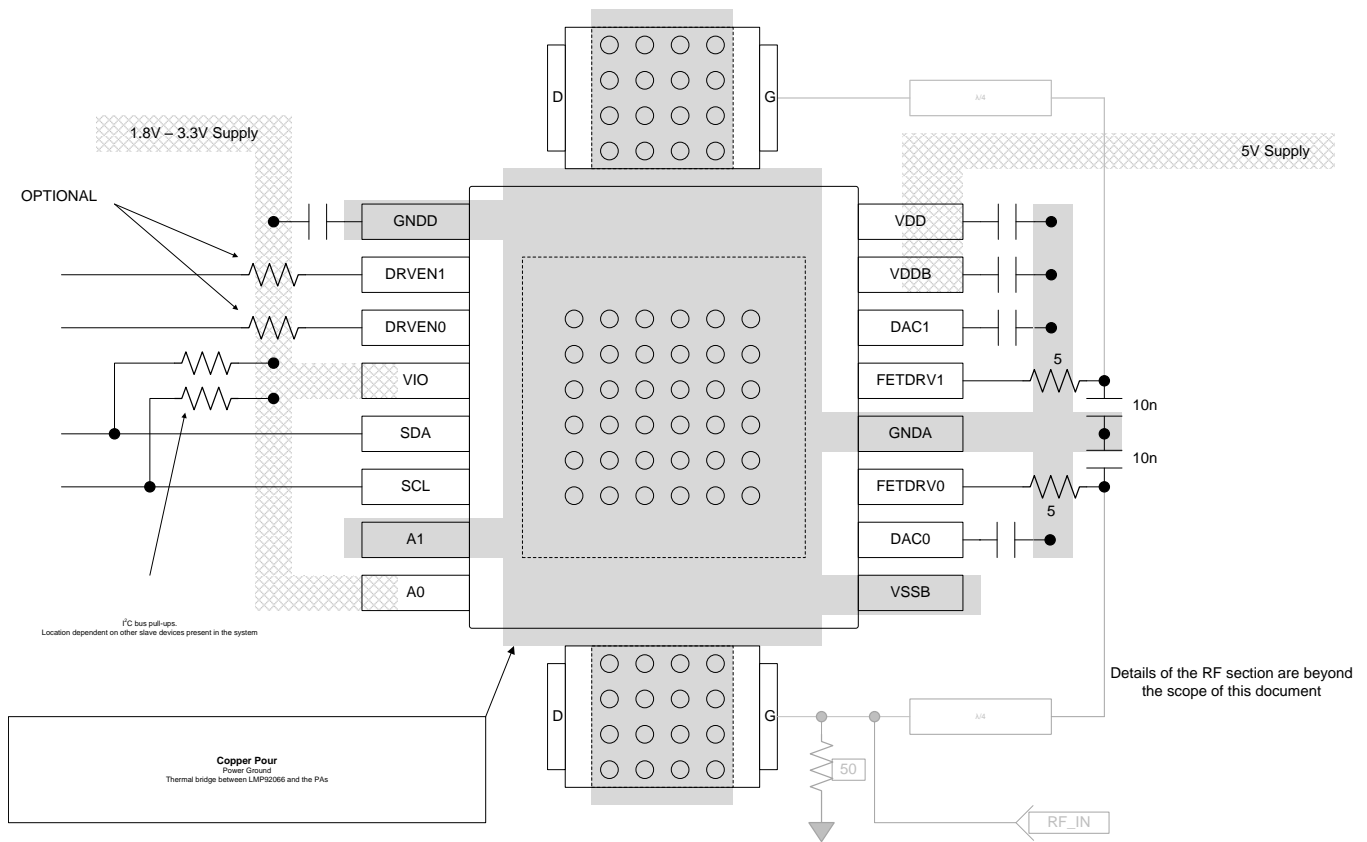 D
G
λ/4
1.8V – 3.3V Supply
5V Supply
OPTIONAL
GNDD
VDD
DRVEN1
VDDB
DRVEN0
DAC1
VIO
FETDRV1
5
10n
SDA
GNDA
10n
SCL
FETDRV0
5
A1
DAC0
A0
VSSB
I²C bus pull-ups.
Location dependent on other slave devices present in the system
Details of the RF section are beyond
the scope of this document
D
G
λ/4
Copper Pour
Power Ground
Thermal bridge between LMP92066 and the PAs
50
RF_IN